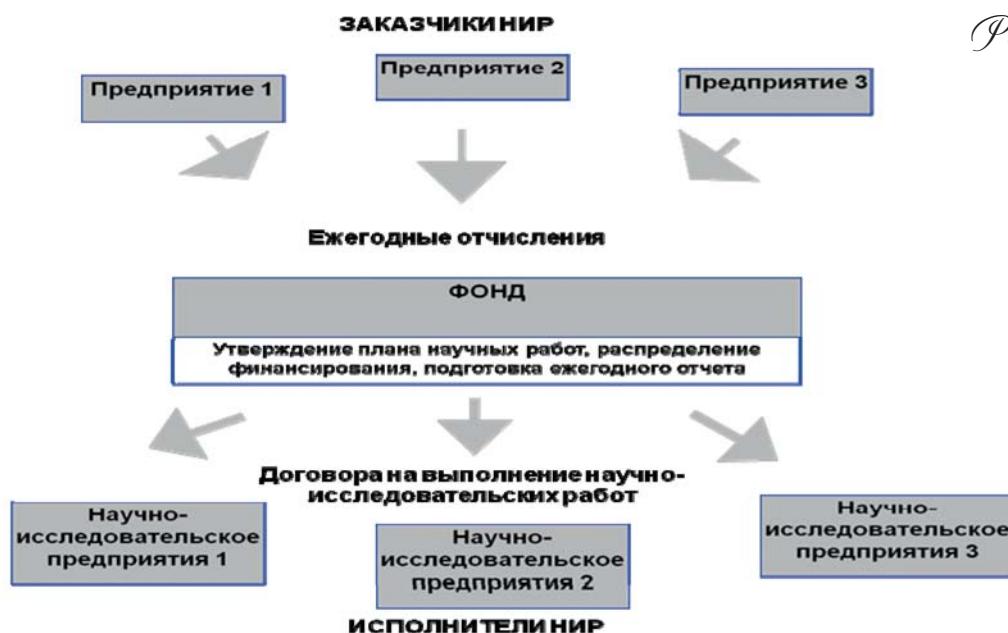 ЗАКАЗЧИКИ НИР
Предприятие 1
Предприятие 2
Предприятие 3
Ежегодные отчисления
ФОНД
Утверждение плана научных работ, распределение
финансирования, подготовка ежегодного отчета
Договора на выполнение научно-
исследовательских работ
Научно-
исследовательское
предприятия 1
Научно-
исследовательское
предприятия 2
Научно-
исследовательское
предприятия 3
ИСПОЛНИТЕЛИ НИР